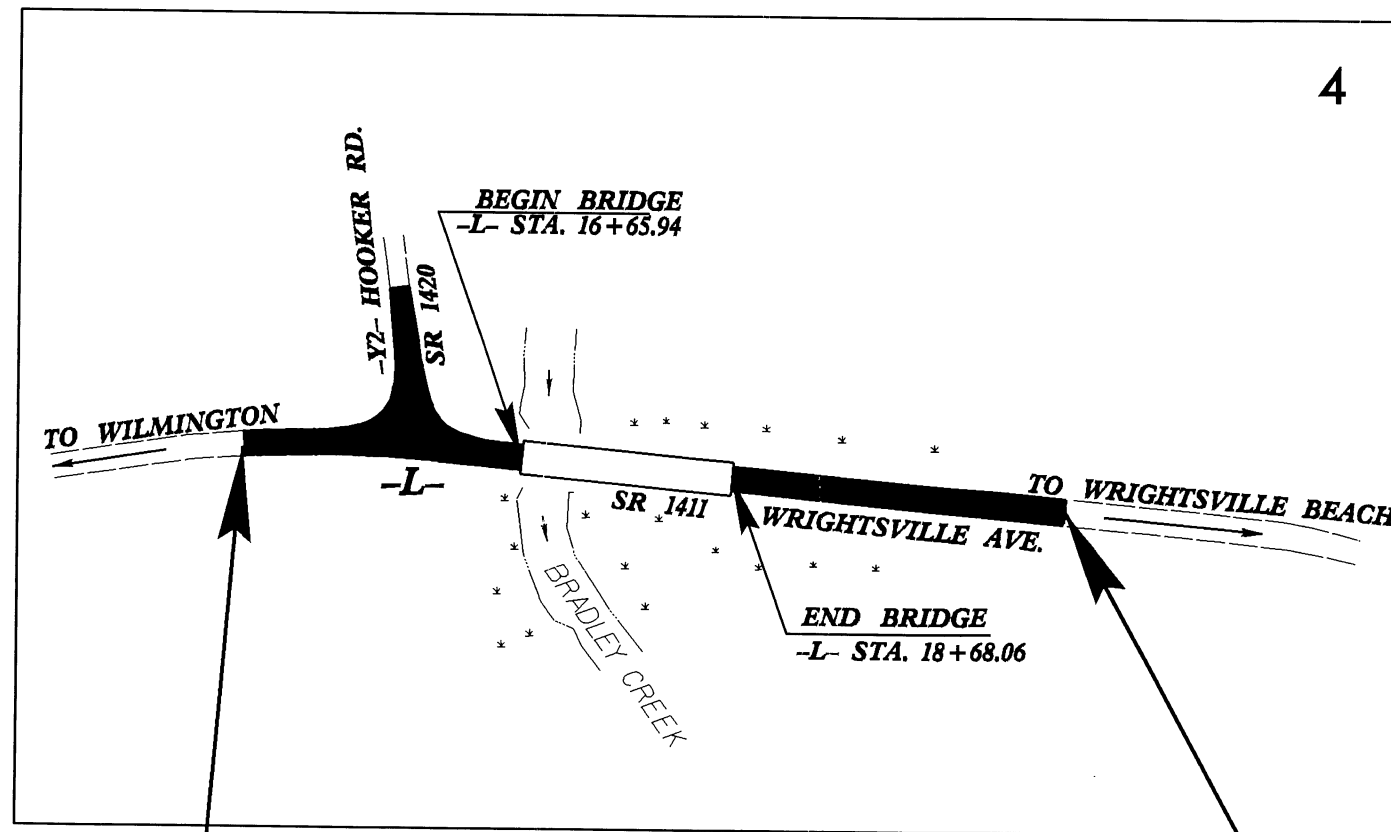 4
-Y2- HOOKER RD.
SR 1420
BEGIN BRIDGE
-L- STA. 16+65.94
TO WILMINGTON
-L-
SR 1411
WRIGHTSVILLE AVE.
TO WRIGHTSVILLE BEACH
BRADLEY CREEK
END BRIDGE
-L- STA. 18+68.06